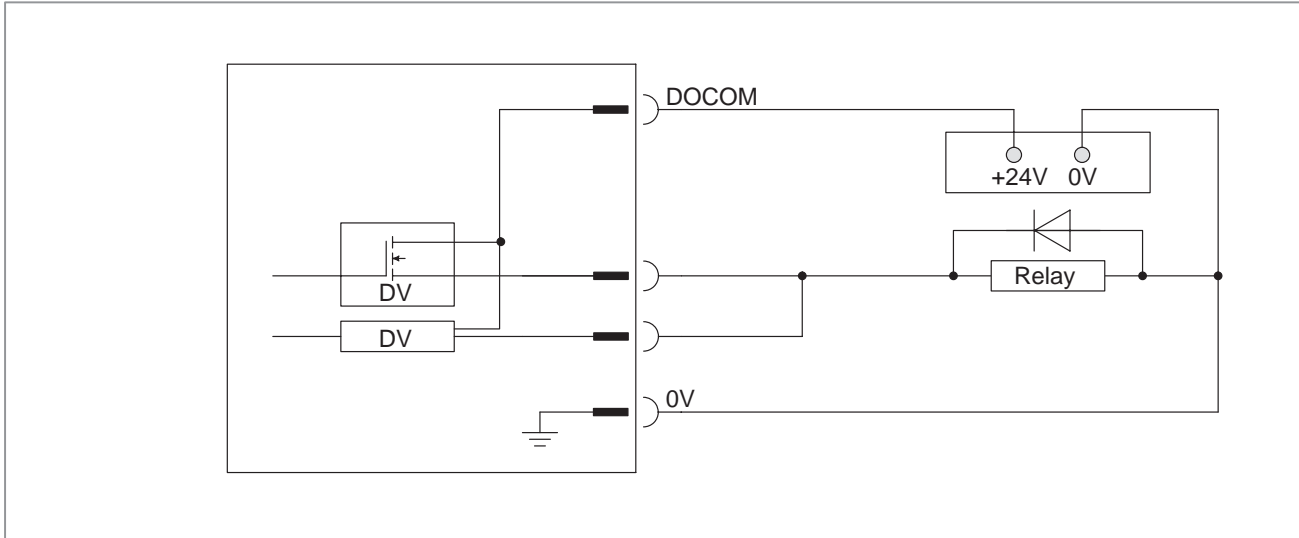 DOCOM
+24V 0V
Relay
DV
DV
0V